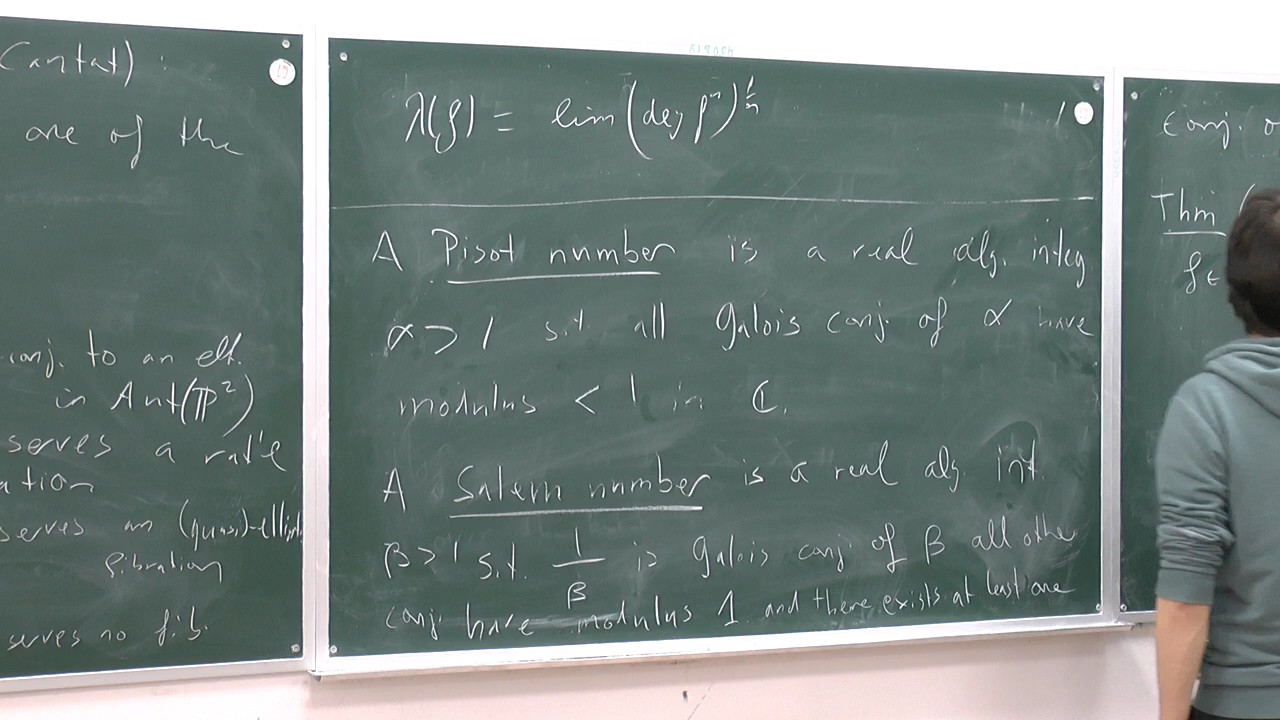 Cantat) :
are of the
conj. to an elt.
in Aut(ℙ²)
serves a rat'l
ation
serves an (quasi)-ellipt
fibration
serves no fib.
λ(f) = lim (deg fⁿ)^{1/n}
A Pisot number is a real alg. integ.
α > 1 s.t. all Galois conj. of α have
modulus < 1 in ℂ.
A Salem number is a real alg. int.
β > 1 s.t. 1/β is Galois conj of β all other
conj have modulus 1 and there exists at least one
conj. o
Thm (
f ∈